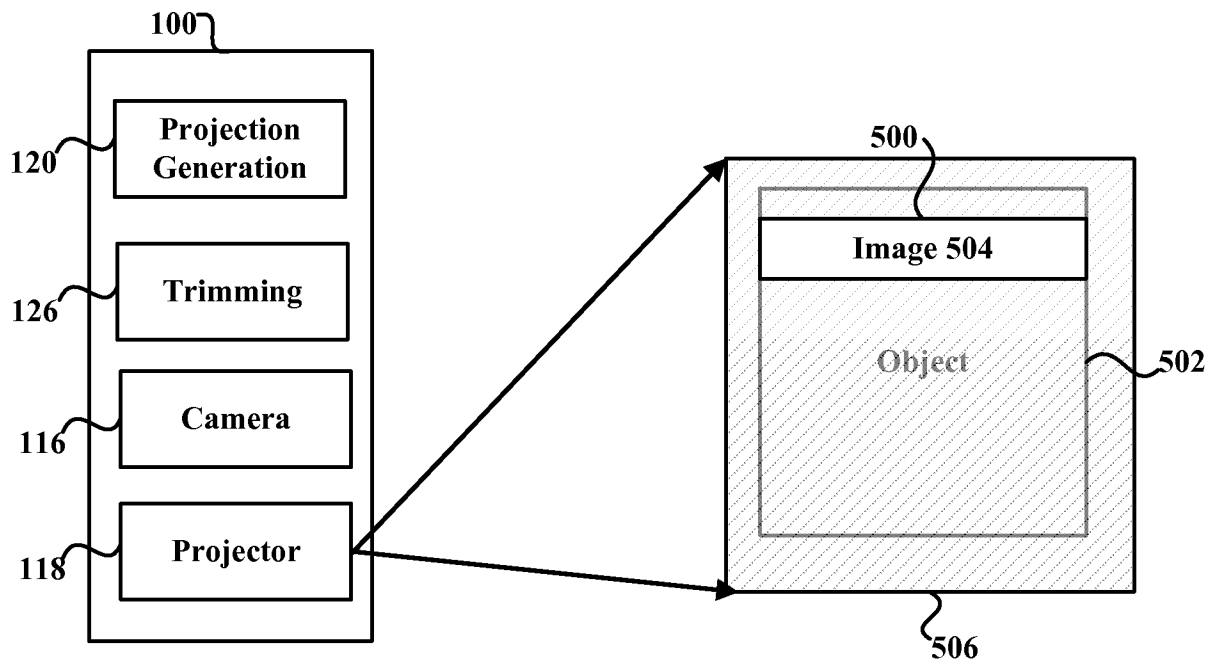 100
Projection
Generation
120
Trimming
126
Camera
116
Projector
118
500
Image 504
Object
502
506